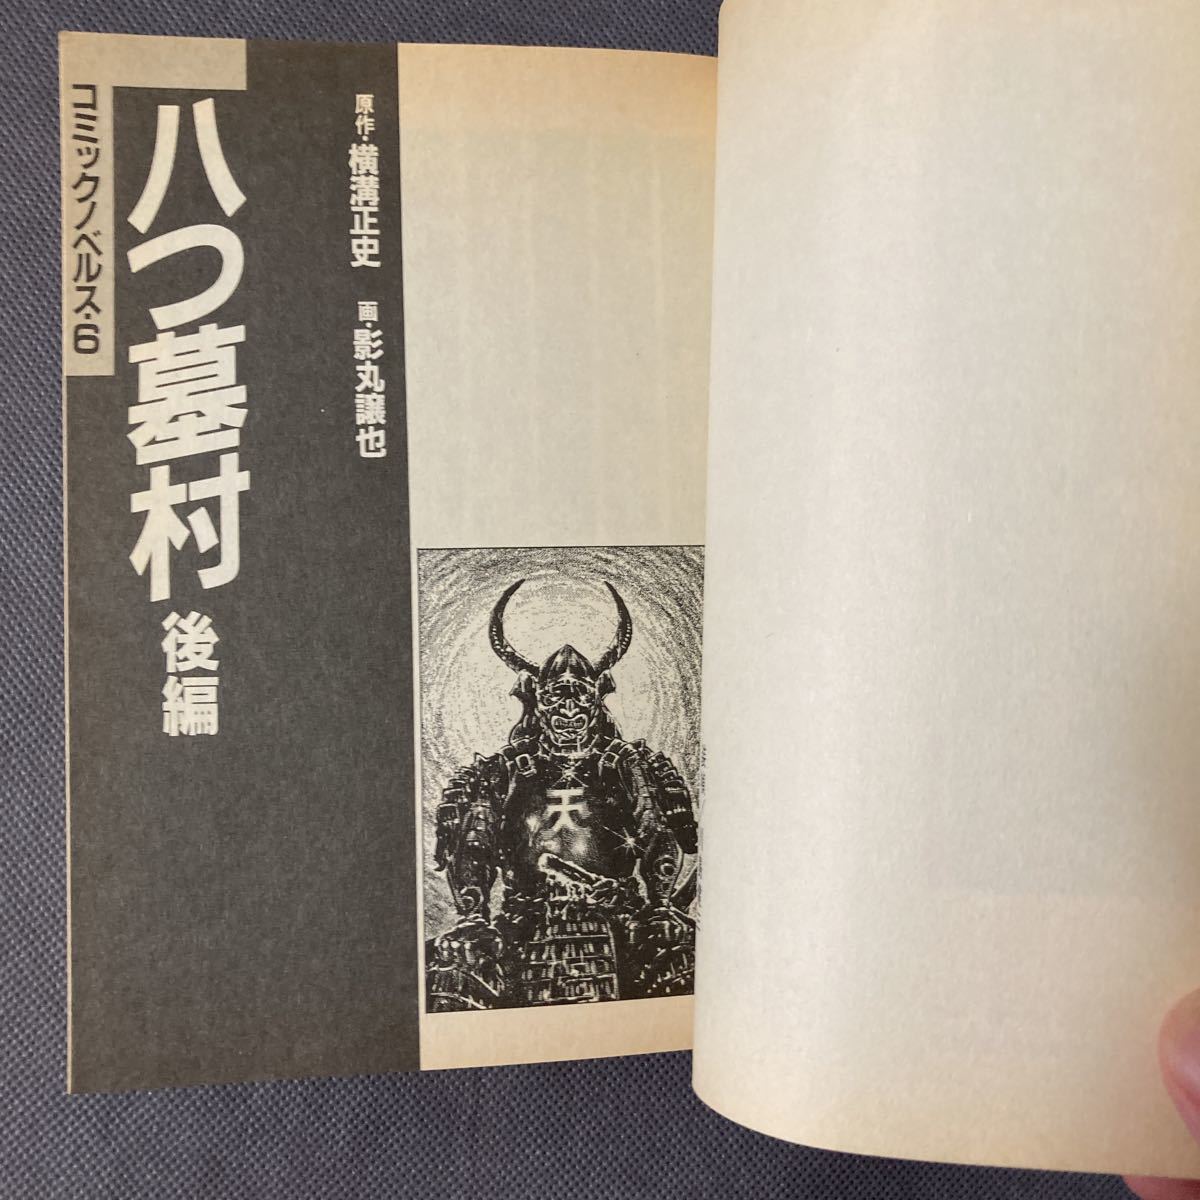 原作・横溝正史 画・影丸譲也
八つ墓村 後編
コミックノベルス・6
天